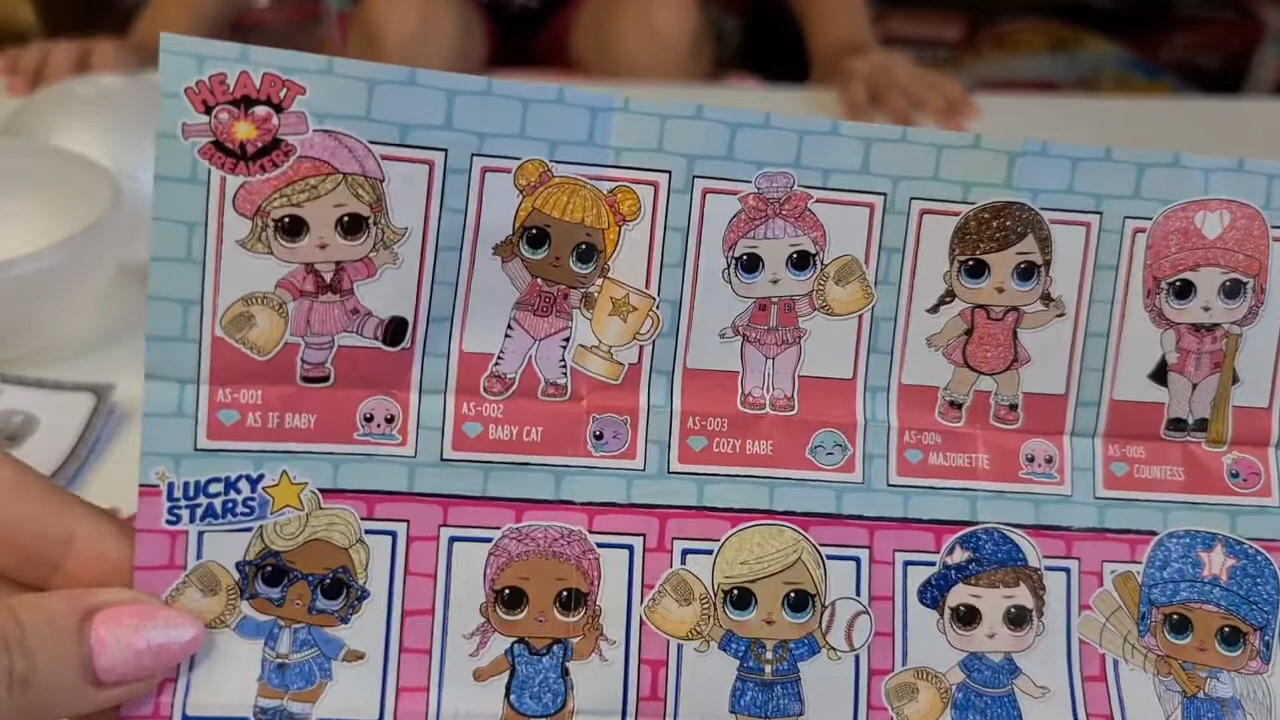 HEART
BREAKERS
AS-001
AS IF BABY
AS-002
BABY CAT
AS-003
COZY BABE
AS-004
MAJORETTE
AS-005
COUNTESS
B
LUCKY
STARS